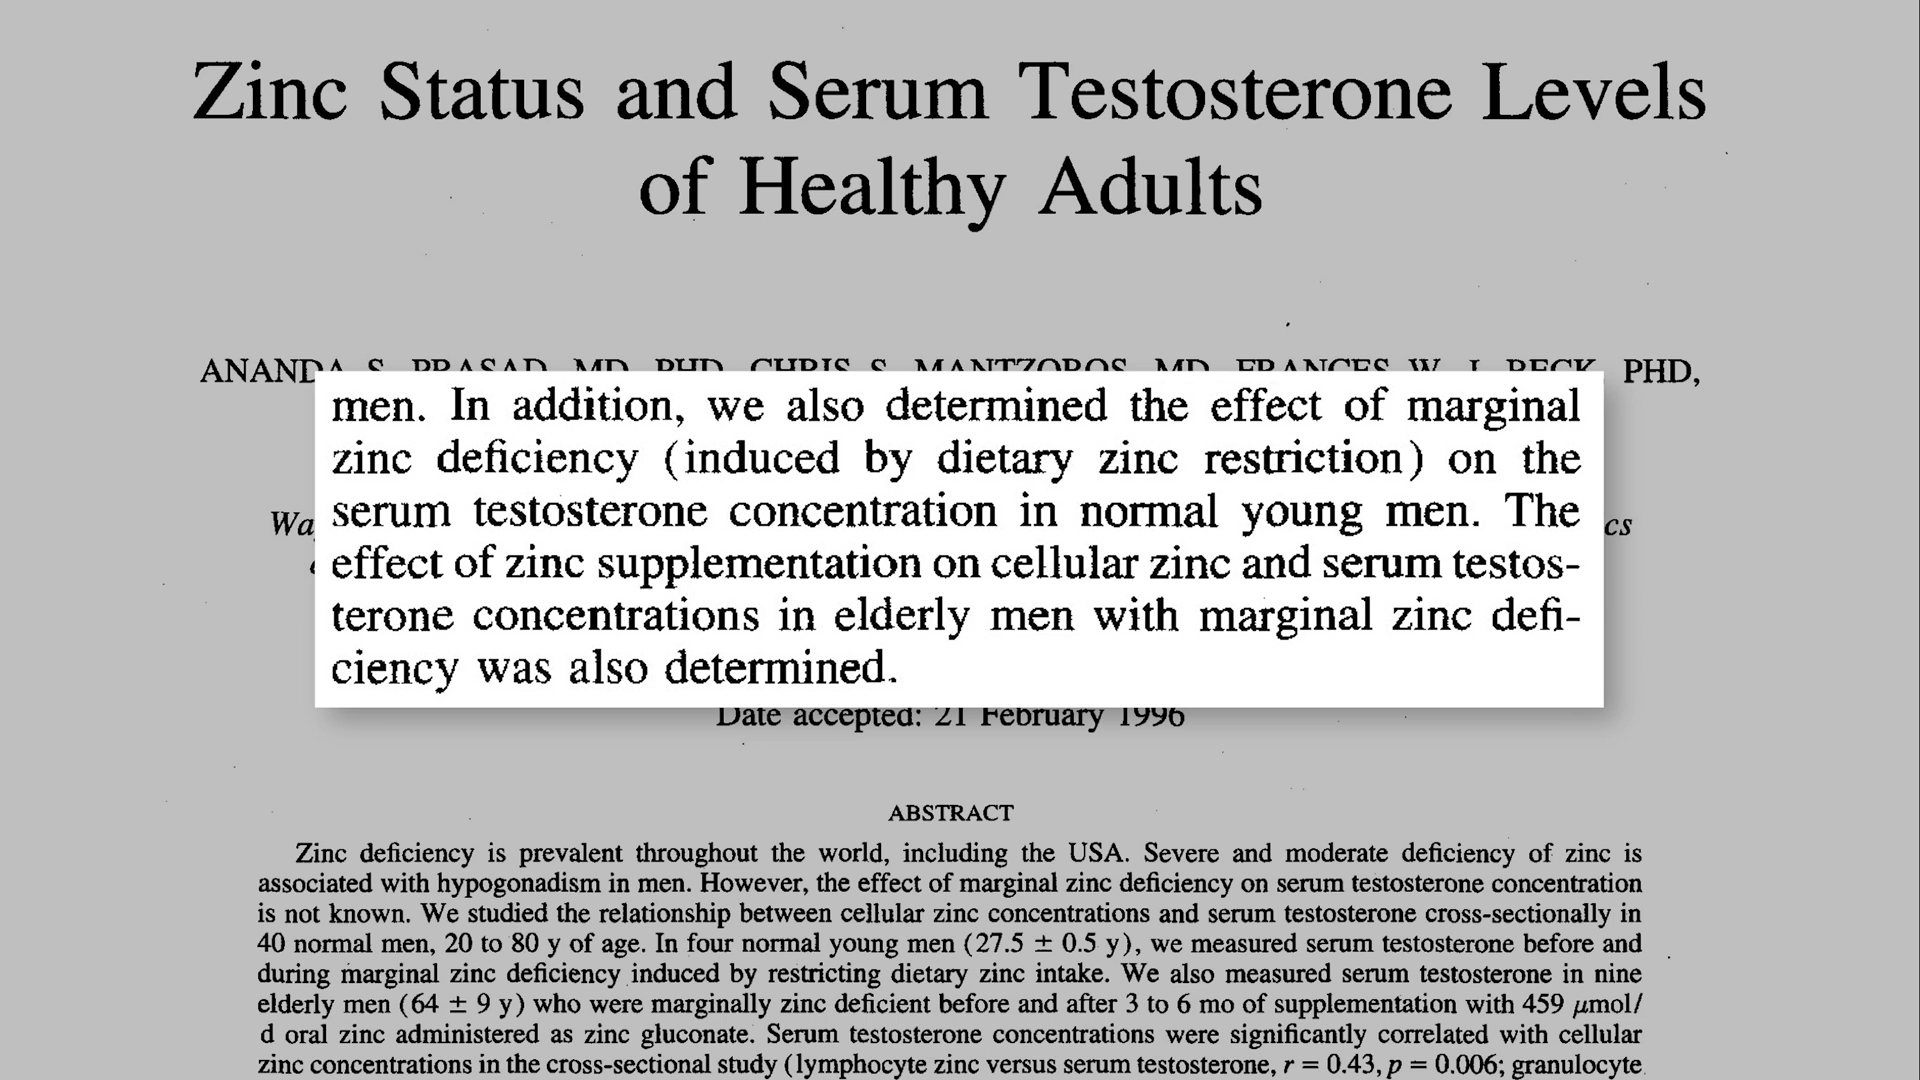 Zinc Status and Serum Testosterone Levels
of Healthy Adults
ANANDA S. PRASAD, MD, PHD, CHRIS S. MANTZOROS, MD, FRANCES W. J. BECK, PHD,
men. In addition, we also determined the effect of marginal
zinc deficiency (induced by dietary zinc restriction) on the
serum testosterone concentration in normal young men. The
effect of zinc supplementation on cellular zinc and serum testos-
terone concentrations in elderly men with marginal zinc defi-
ciency was also determined.
Date accepted: 21 February 1996
ABSTRACT
Zinc deficiency is prevalent throughout the world, including the USA. Severe and moderate deficiency of zinc is
associated with hypogonadism in men. However, the effect of marginal zinc deficiency on serum testosterone concentration
is not known. We studied the relationship between cellular zinc concentrations and serum testosterone cross-sectionally in
40 normal men, 20 to 80 y of age. In four normal young men (27.5 ± 0.5 y), we measured serum testosterone before and
during marginal zinc deficiency induced by restricting dietary zinc intake. We also measured serum testosterone in nine
elderly men (64 ± 9 y) who were marginally zinc deficient before and after 3 to 6 mo of supplementation with 459 μmol/
d oral zinc administered as zinc gluconate. Serum testosterone concentrations were significantly correlated with cellular
zinc concentrations in the cross-sectional study (lymphocyte zinc versus serum testosterone, r = 0.43, p = 0.006; granulocyte